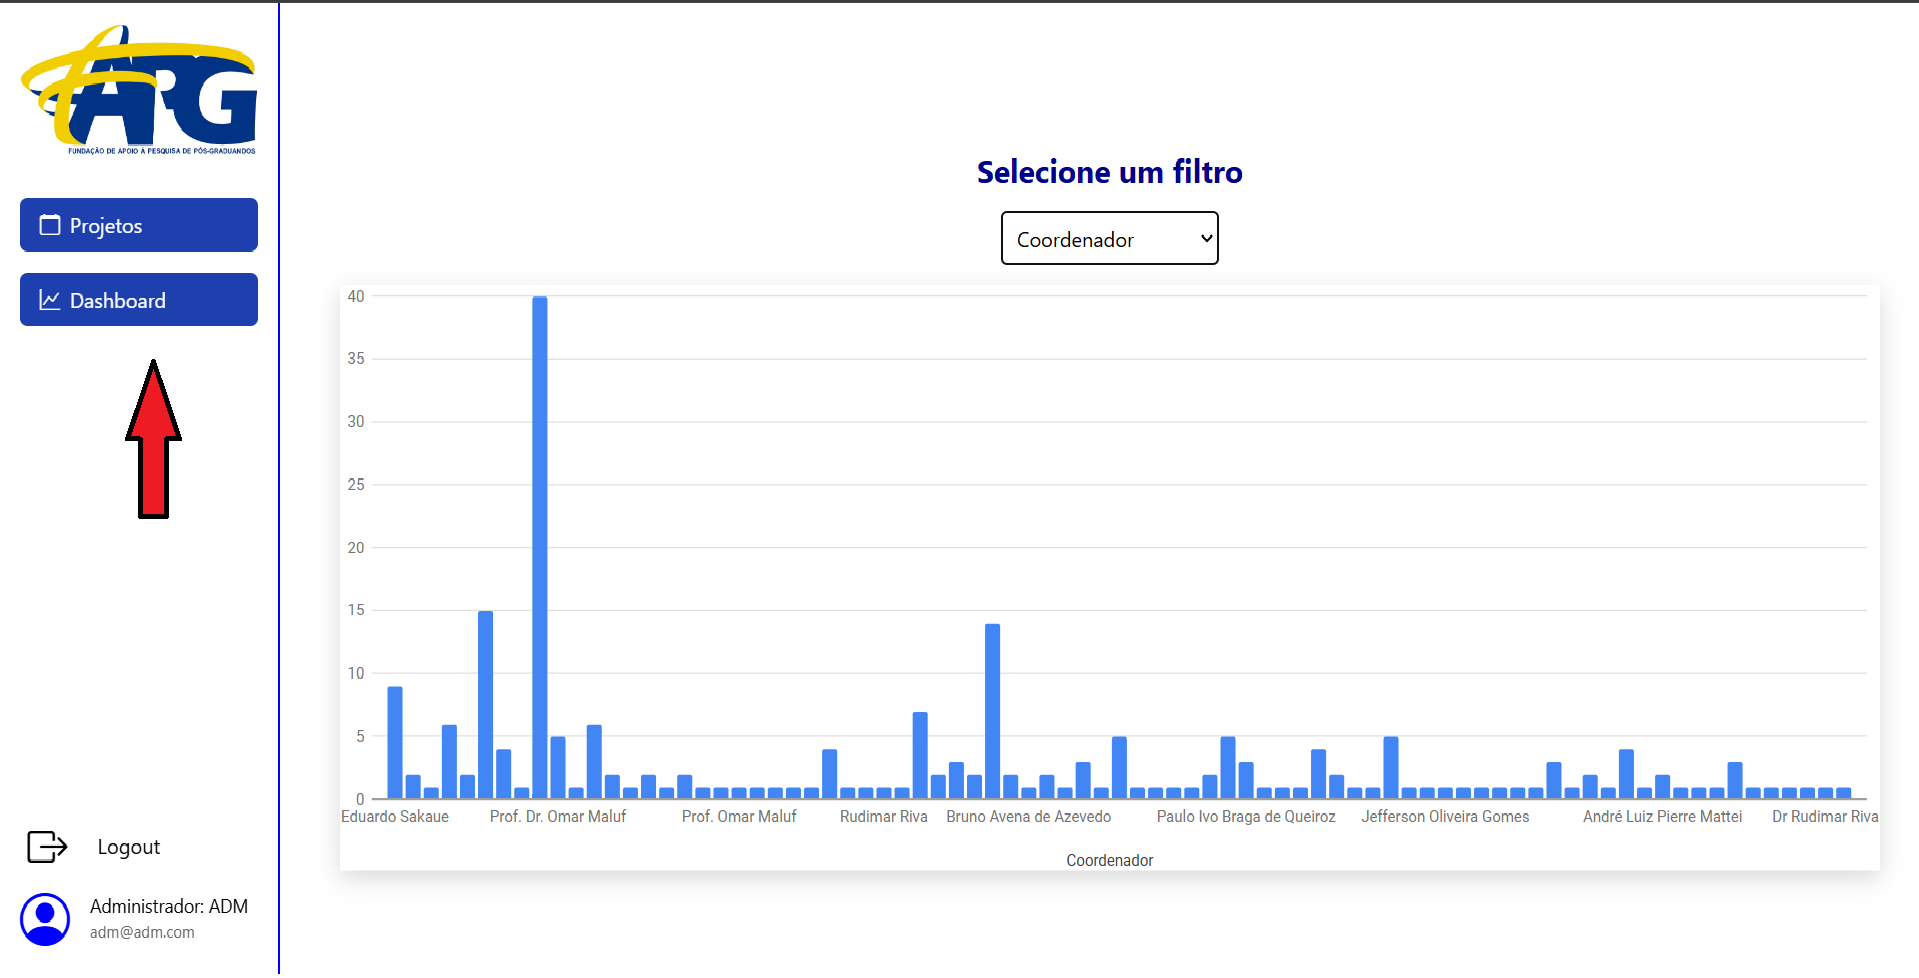 APG
FUNDAÇÃO DE APOIO À PESQUISA DE PÓS-GRADUANDOS
Projetos
Dashboard
Selecione um filtro
Coordenador
40
35
30
25
20
15
10
5
0
Eduardo Sakaue
Prof. Dr. Omar Maluf
Prof. Omar Maluf
Rudimar Riva
Bruno Avena de Azevedo
Paulo Ivo Braga de Queiroz
Jefferson Oliveira Gomes
André Luiz Pierre Mattei
Dr Rudimar Riva
Coordenador
Logout
Administrador: ADM
adm@adm.com